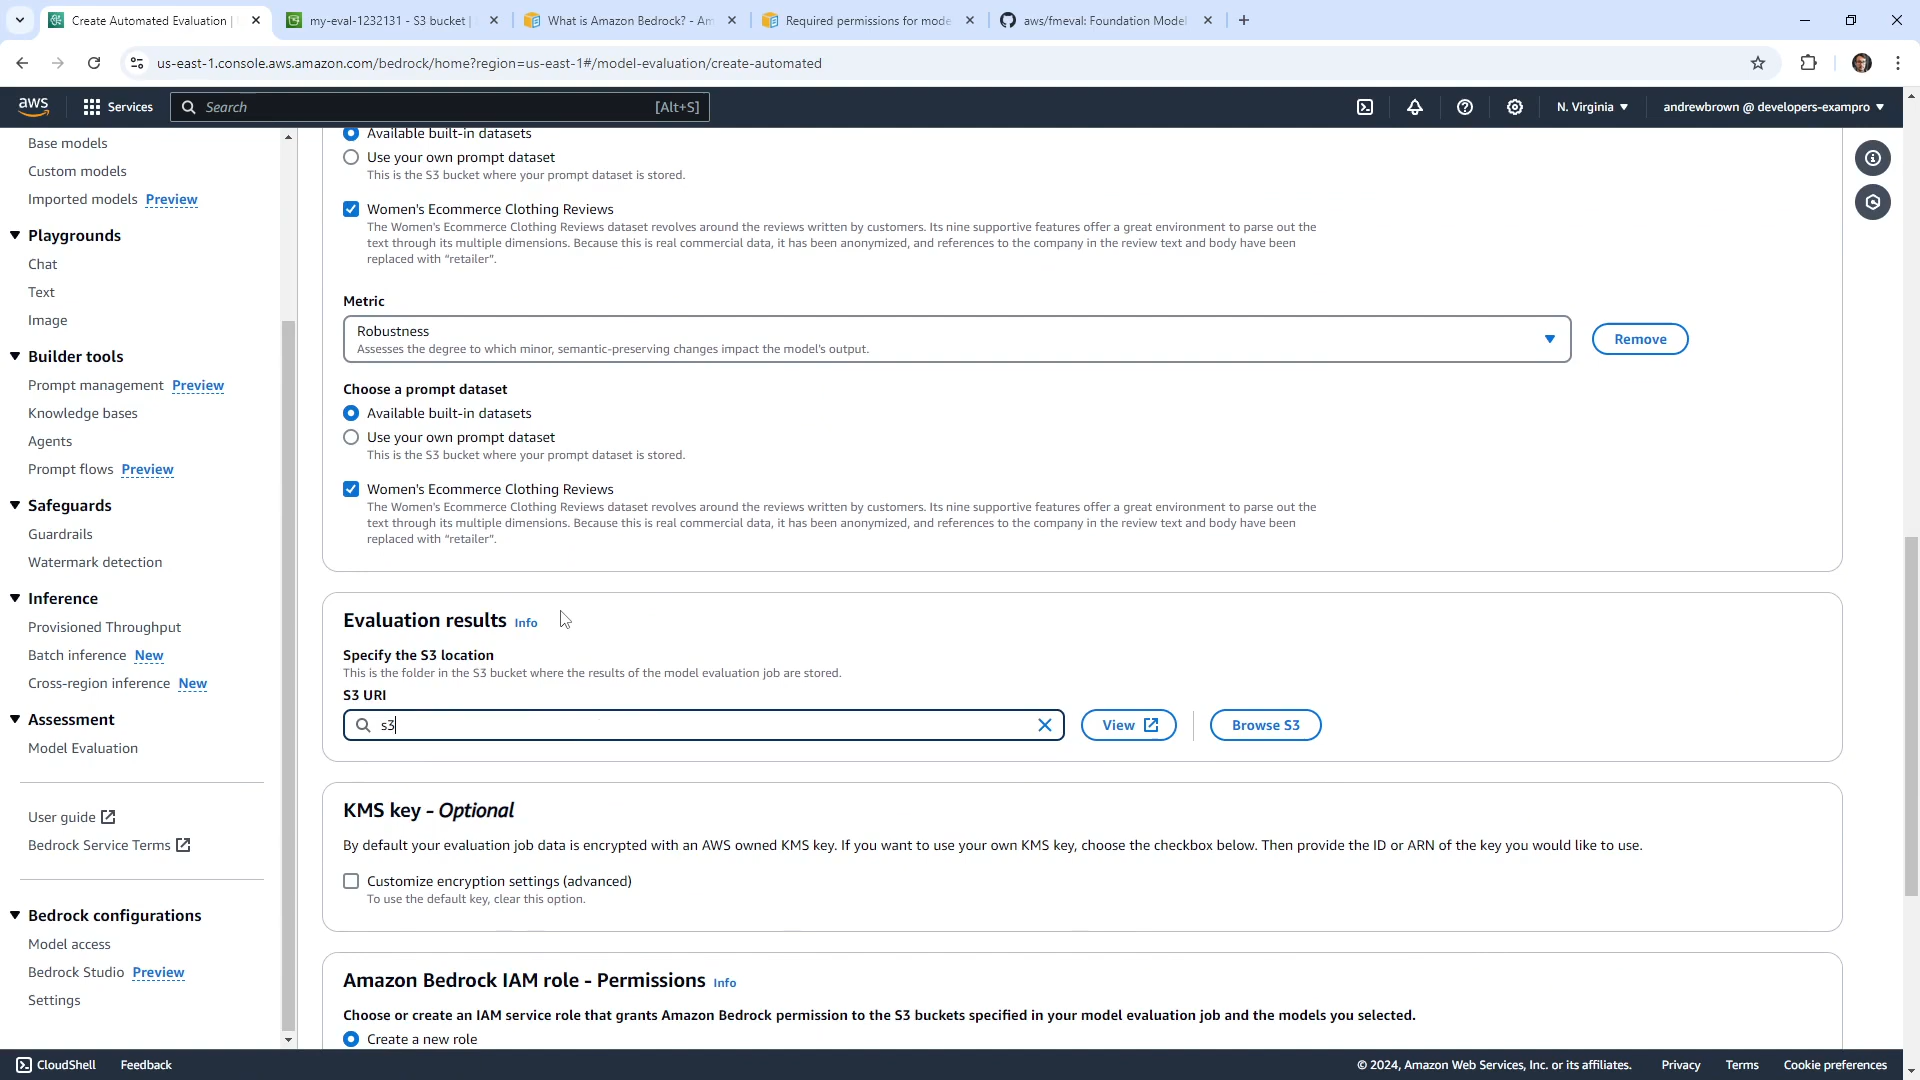 Create Automated Evaluation |
my-eval-1232131 - S3 bucket |
What is Amazon Bedrock? - Am
Required permissions for mode
aws/fmeval: Foundation Model
us-east-1.console.aws.amazon.com/bedrock/home?region=us-east-1#/model-evaluation/create-automated
aws
Services
Search
[Alt+S]
N. Virginia
andrewbrown @ developers-exampro
Base models
Custom models
Imported models Preview
Playgrounds
Chat
Text
Image
Builder tools
Prompt management Preview
Knowledge bases
Agents
Prompt flows Preview
Safeguards
Guardrails
Watermark detection
Inference
Provisioned Throughput
Batch inference New
Cross-region inference New
Assessment
Model Evaluation
User guide
Bedrock Service Terms
Bedrock configurations
Model access
Bedrock Studio Preview
Settings
Available built-in datasets
Use your own prompt dataset
This is the S3 bucket where your prompt dataset is stored.
Women's Ecommerce Clothing Reviews
The Women's Ecommerce Clothing Reviews dataset revolves around the reviews written by customers. Its nine supportive features offer a great environment to parse out the
text through its multiple dimensions. Because this is real commercial data, it has been anonymized, and references to the company in the review text and body have been
replaced with "retailer".
Metric
Robustness
Assesses the degree to which minor, semantic-preserving changes impact the model's output.
Remove
Choose a prompt dataset
Available built-in datasets
Use your own prompt dataset
This is the S3 bucket where your prompt dataset is stored.
Women's Ecommerce Clothing Reviews
The Women's Ecommerce Clothing Reviews dataset revolves around the reviews written by customers. Its nine supportive features offer a great environment to parse out the
text through its multiple dimensions. Because this is real commercial data, it has been anonymized, and references to the company in the review text and body have been
replaced with "retailer".
Evaluation results Info
Specify the S3 location
This is the folder in the S3 bucket where the results of the model evaluation job are stored.
S3 URI
s3
View
Browse S3
KMS key - Optional
By default your evaluation job data is encrypted with an AWS owned KMS key. If you want to use your own KMS key, choose the checkbox below. Then provide the ID or ARN of the key you would like to use.
Customize encryption settings (advanced)
To use the default key, clear this option.
Amazon Bedrock IAM role - Permissions Info
Choose or create an IAM service role that grants Amazon Bedrock permission to the S3 buckets specified in your model evaluation job and the models you selected.
Create a new role
CloudShell
Feedback
© 2024, Amazon Web Services, Inc. or its affiliates.
Privacy
Terms
Cookie preferences